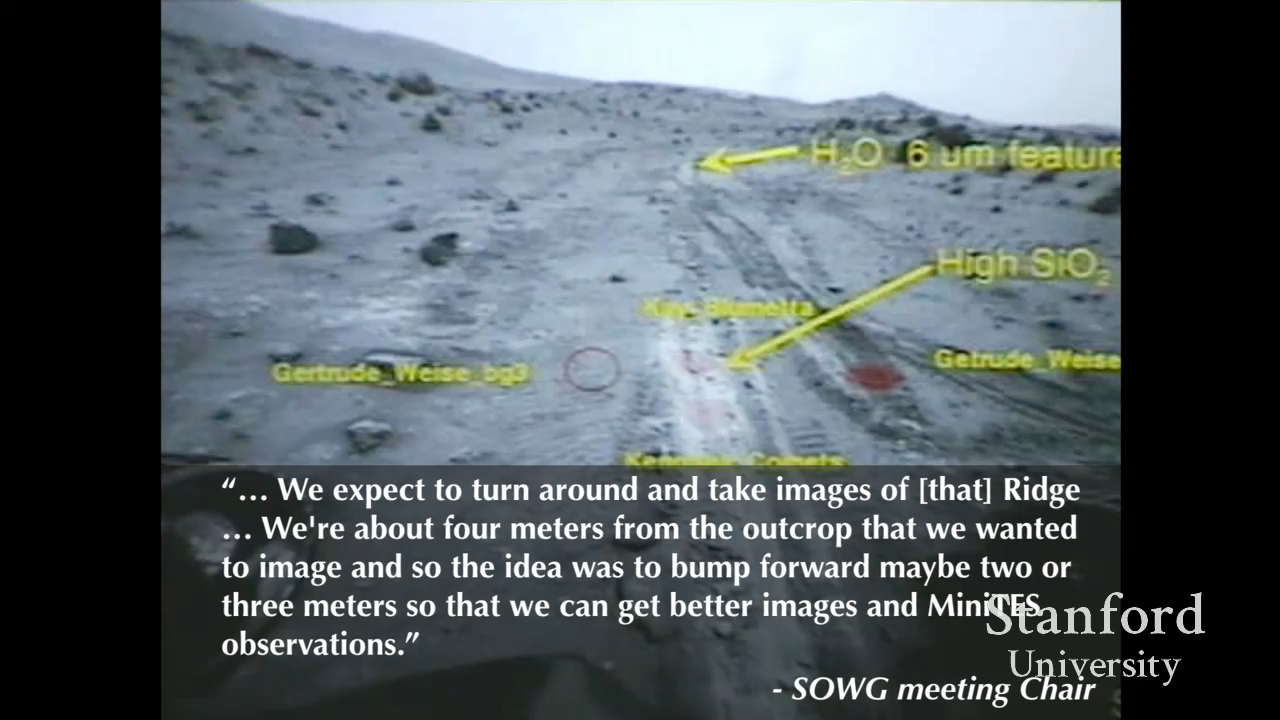 H₂O 6 um feature
High SiO₂
Gertrude_Weise_bg3
Getrude_Weise
“… We expect to turn around and take images of [that] Ridge
… We're about four meters from the outcrop that we wanted
to image and so the idea was to bump forward maybe two or
three meters so that we can get better images and MiniTES
observations.”
- SOWG meeting Chair
Stanford
University